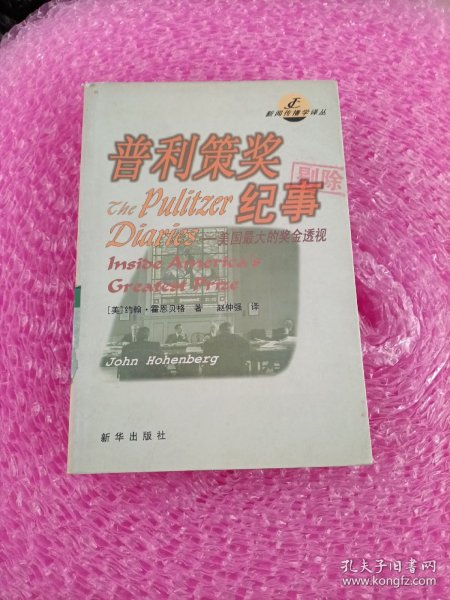 新闻传播学译丛
普利策奖
剔除
The Pulitzer 纪事
Diaries 美国最大的奖金透视
Inside America's
Greatest Prize
[美]约翰·霍恩贝格 著 赵仲强 译
John Hohenberg
新华出版社
孔夫子旧书网
www.kongfz.com